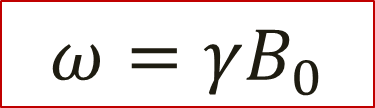 ω = γB₀